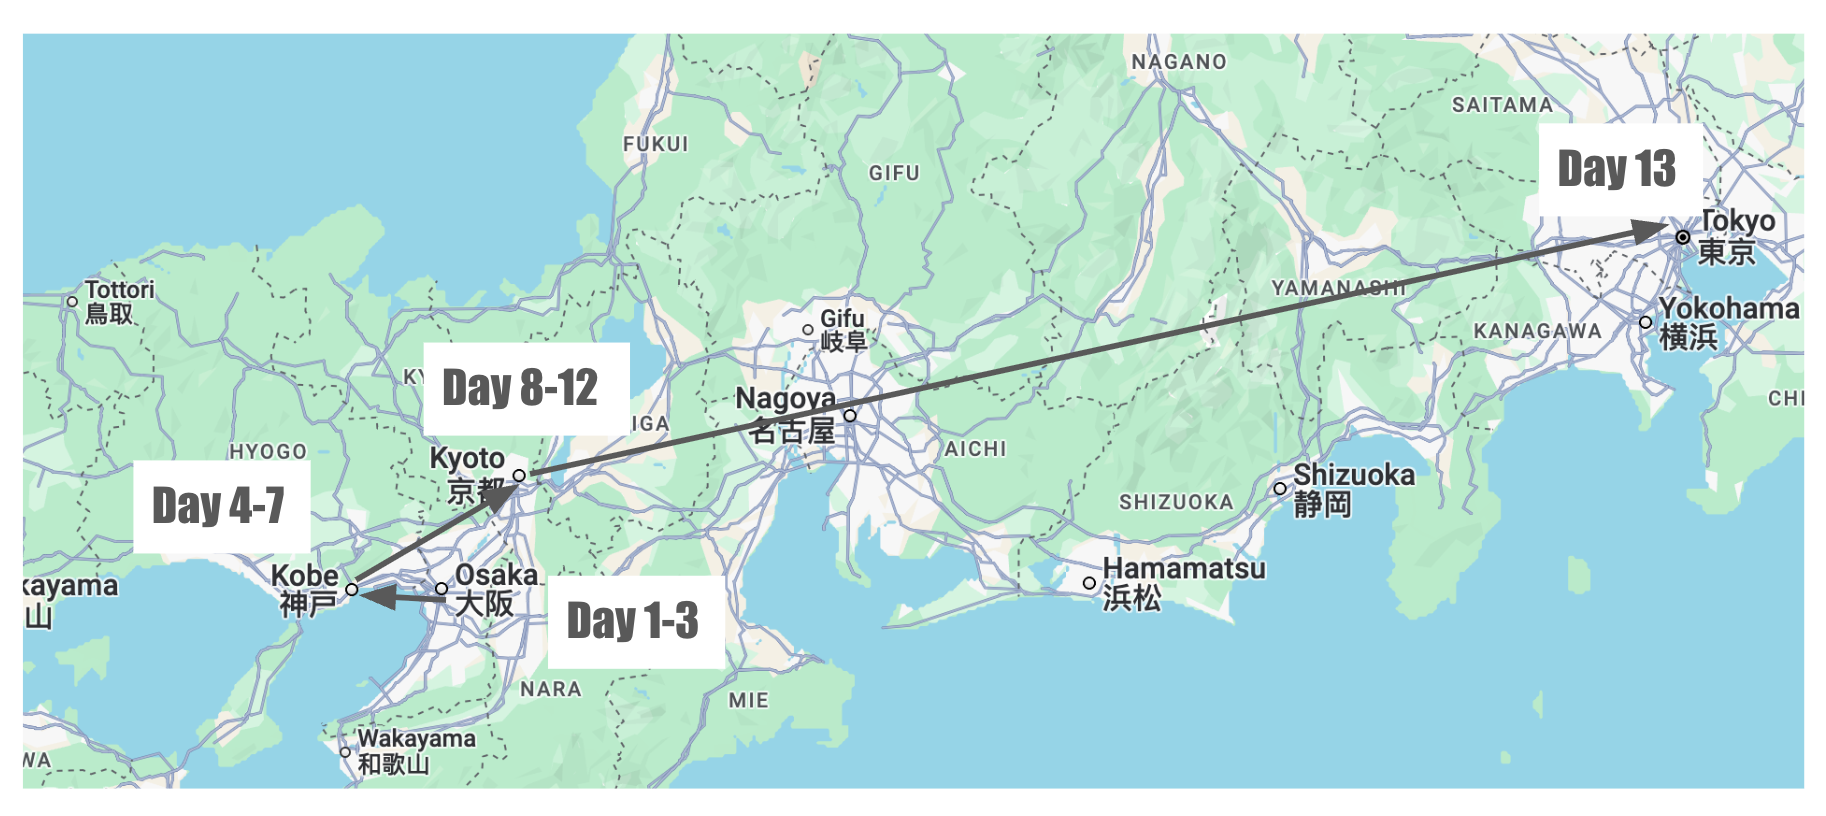 NAGANO
SAITAMA
FUKUI
GIFU
Day 13
Tokyo
東京
Tottori
鳥取
YAMANASHI
Gifu
岐阜
Yokohama
横浜
KANAGAWA
KY
Day 8-12
Nagoya
名古屋
CHI
IGA
HYOGO
AICHI
Kyoto
京都
Shizuoka
静岡
Day 4-7
SHIZUOKA
Kobe
神戸
Osaka
大阪
Hamamatsu
浜松
kayama
山
Day 1-3
NARA
MIE
Wakayama
和歌山
WA